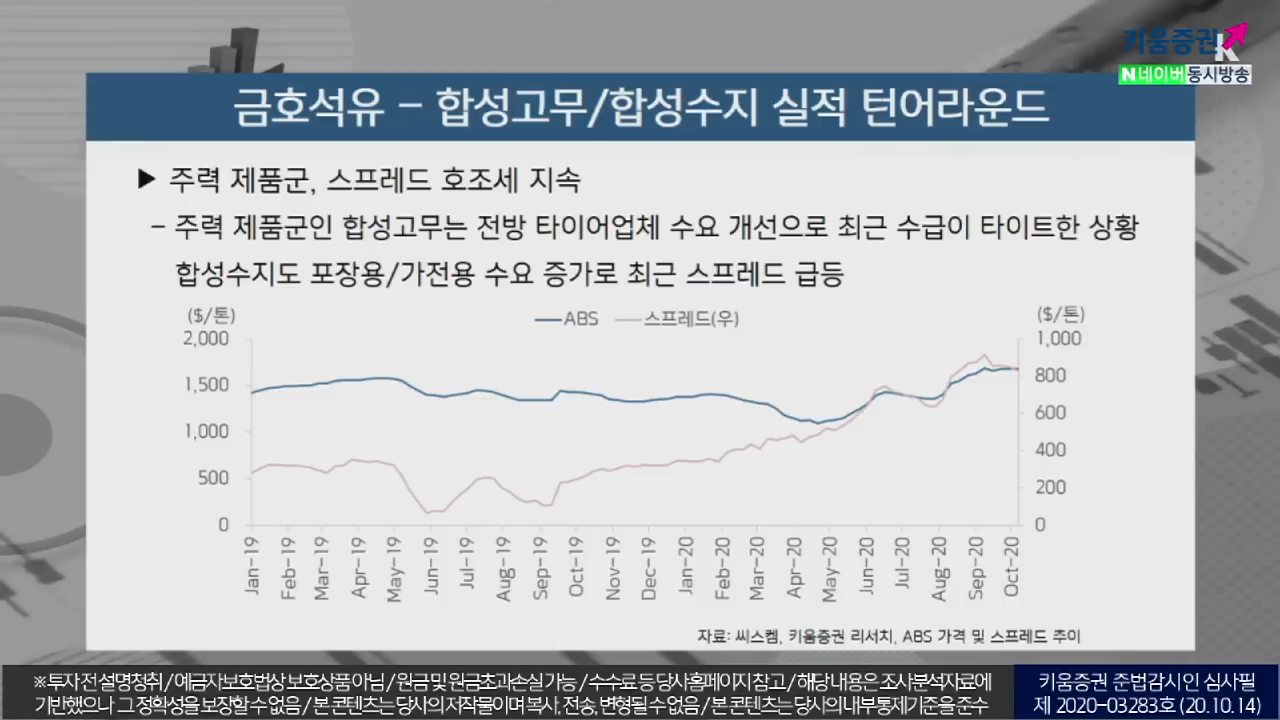 키움증권
K
N 네이버 동시방송
금호석유 - 합성고무/합성수지 실적 턴어라운드
▶ 주력 제품군, 스프레드 호조세 지속
- 주력 제품군인 합성고무는 전방 타이어업체 수요 개선으로 최근 수급이 타이트한 상황
합성수지도 포장용/가전용 수요 증가로 최근 스프레드 급등
($/톤) ABS 스프레드(우) ($/톤)
2,000 1,000
1,500 800
600
1,000 400
500 200
0 0
Jan-19 Feb-19 Mar-19 Apr-19 May-19 Jun-19 Jul-19 Aug-19 Sep-19 Oct-19 Nov-19 Dec-19 Jan-20 Feb-20 Mar-20 Apr-20 May-20 Jun-20 Jul-20 Aug-20 Sep-20 Oct-20
자료: 씨스켐, 키움증권 리서치, ABS 가격 및 스프레드 추이
※ 투자 전 설명청취 / 예금자보호법상 보호상품 아님 / 원금 및 원금초과손실 가능 / 수수료 등 당사홈페이지 참고 / 해당 내용은 조사분석자료에
기반했으나 그 정확성을 보장할 수 없음 / 본 콘텐츠는 당사의 저작물이며 복사, 전송, 변형될 수 없음 / 본 콘텐츠는 당사의 내부통제기준을 준수
키움증권 준법감시인 심사필
제 2020-03283호 (20.10.14)